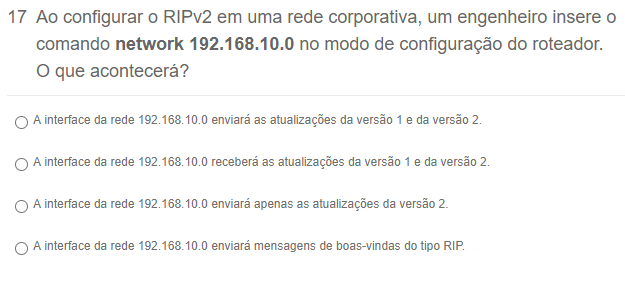 17 Ao configurar o RIPv2 em uma rede corporativa, um engenheiro insere o
comando network 192.168.10.0 no modo de configuração do roteador.
O que acontecerá?
A interface da rede 192.168.10.0 enviará as atualizações da versão 1 e da versão 2.
A interface da rede 192.168.10.0 receberá as atualizações da versão 1 e da versão 2.
A interface da rede 192.168.10.0 enviará apenas as atualizações da versão 2.
A interface da rede 192.168.10.0 enviará mensagens de boas-vindas do tipo RIP.